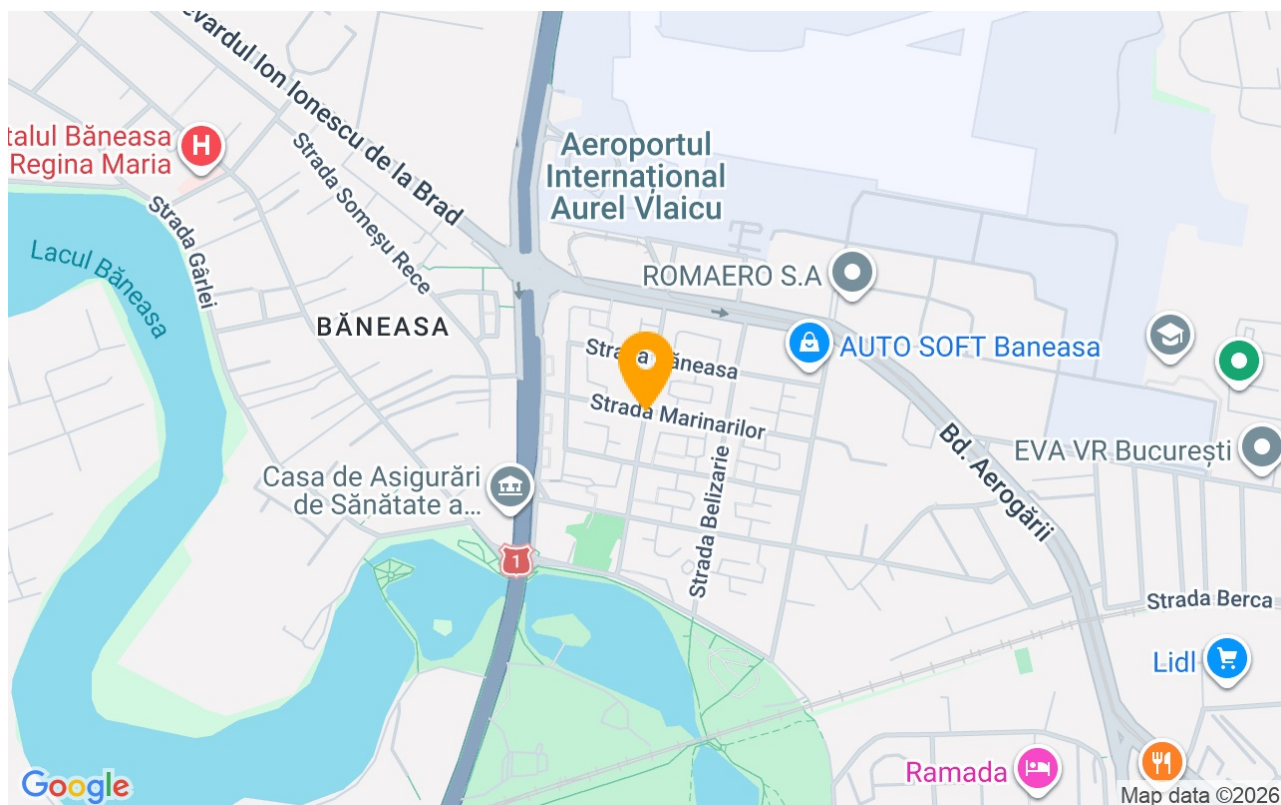 evardul Ion Ionescu de la Brad
talul Băneasa
Regina Maria
H
Strada Someșu Rece
Strada Gârlei
Lacul Băneasa
BĂNEASA
Aeroportul
Internațional
Aurel Vlaicu
ROMAERO S.A
AUTO SOFT Baneasa
Strada Băneasa
Strada Marinarilor
Strada Belizarie
Bd. Aerogării
EVA VR București
Casa de Asigurări
de Sănătate a...
1
Strada Berca
Lidl
Ramada
Google
Map data ©2026